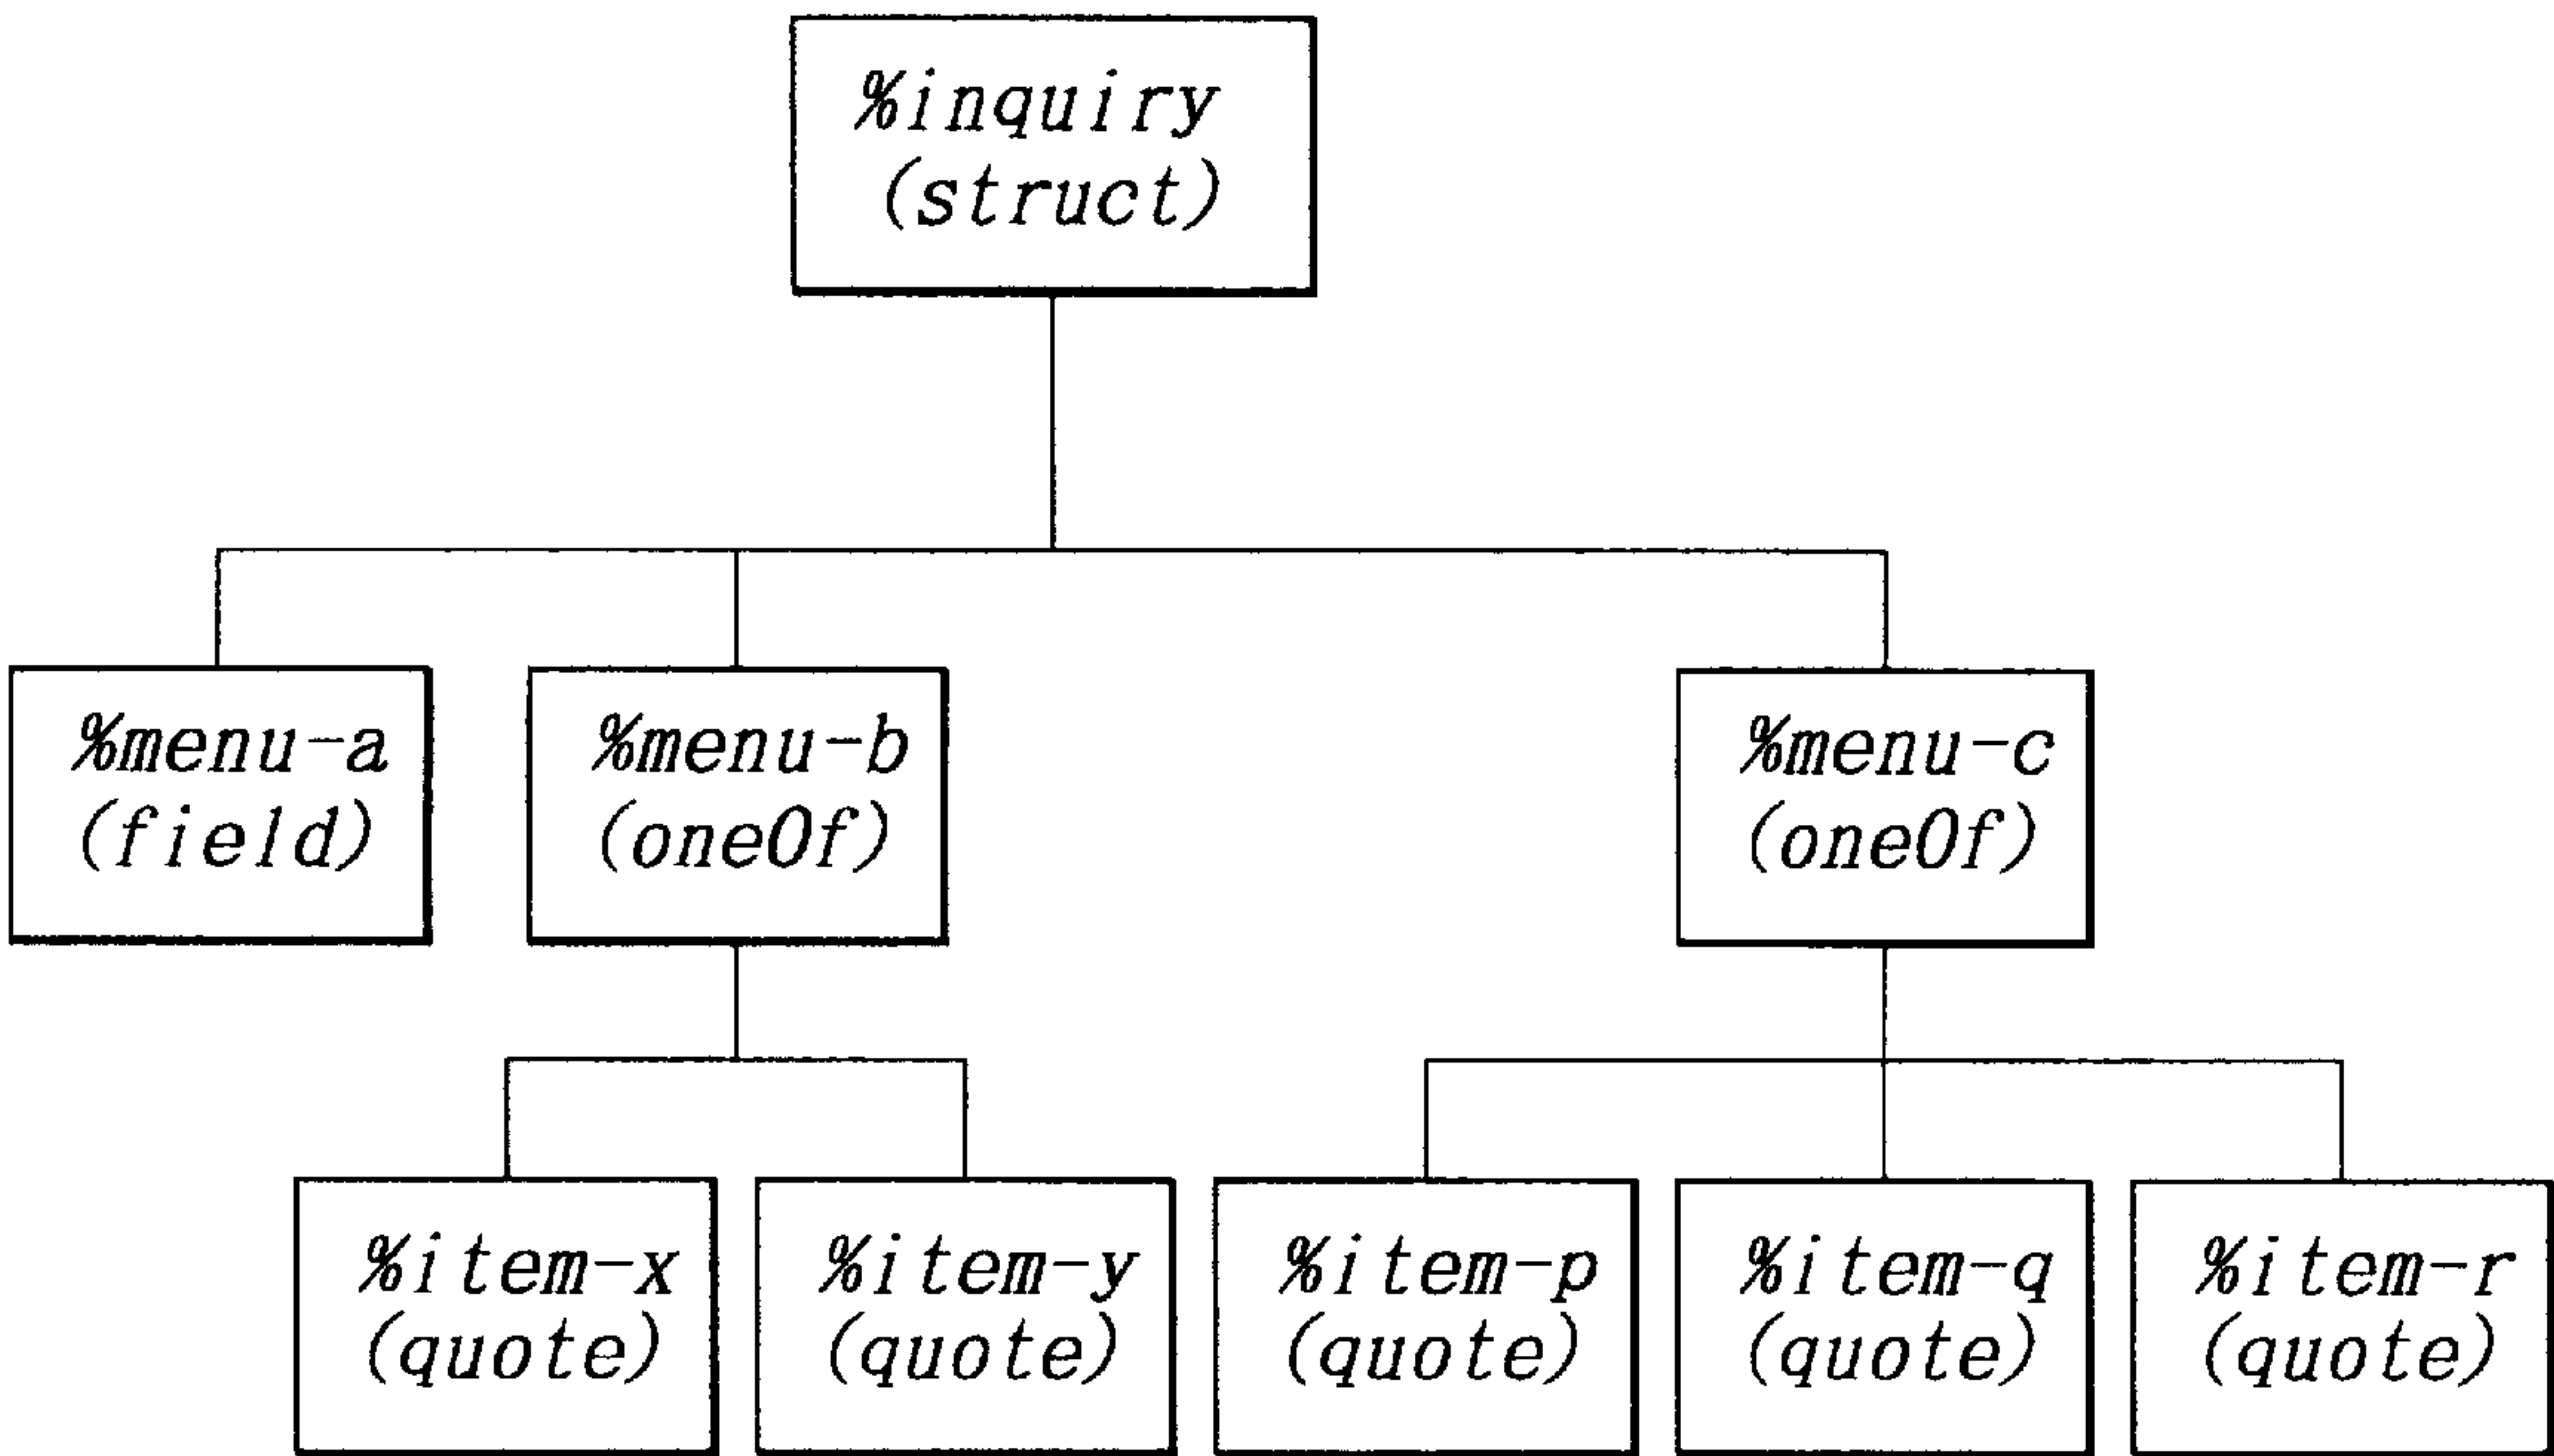 %inquiry
(struct)
%menu-a
(field)
%menu-b
(oneOf)
%menu-c
(oneOf)
%item-x
(quote)
%item-y
(quote)
%item-p
(quote)
%item-q
(quote)
%item-r
(quote)